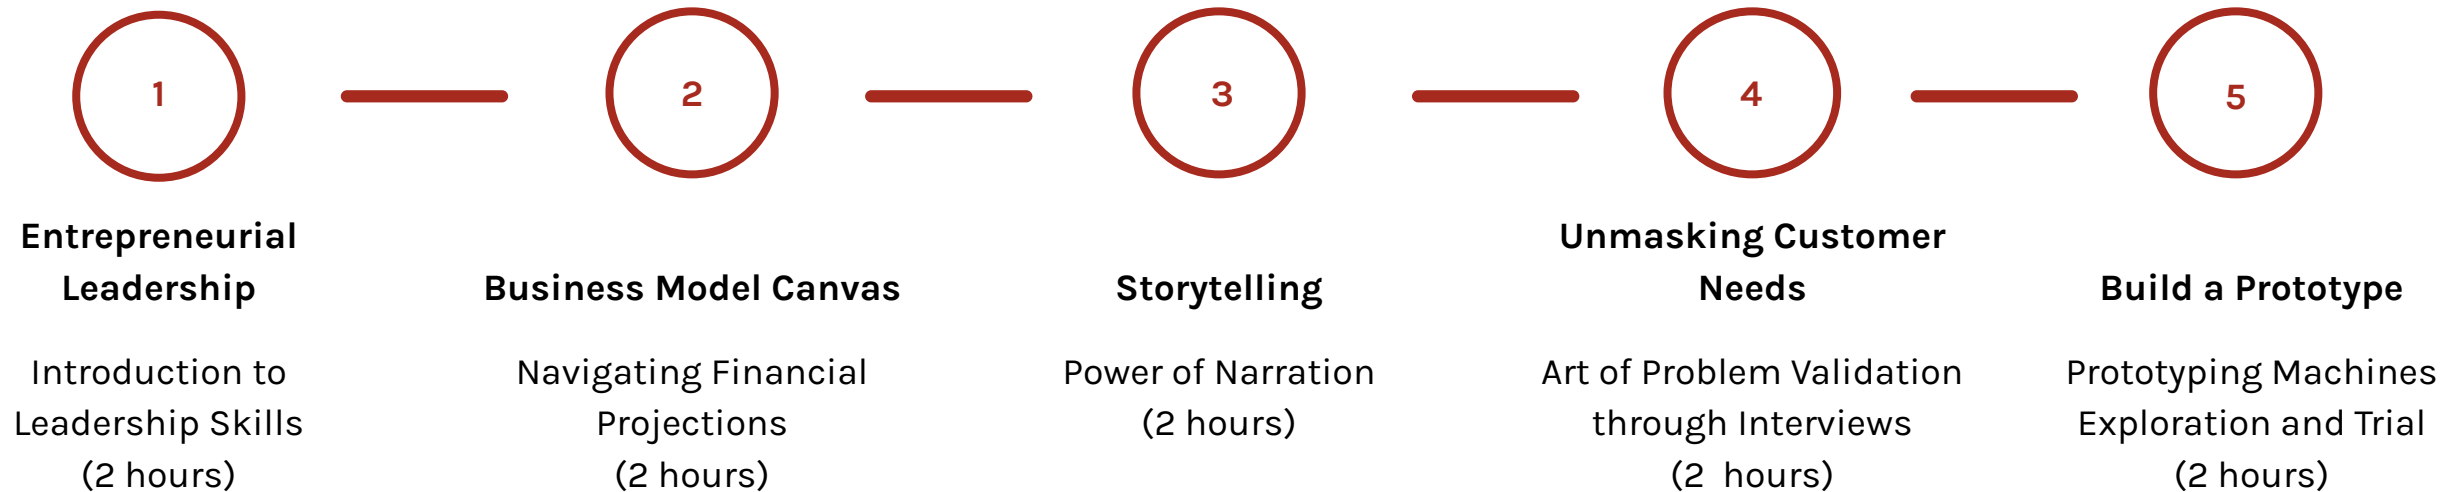 1
Entrepreneurial
Leadership
Introduction to
Leadership Skills
(2 hours)
2
Business Model Canvas
Navigating Financial
Projections
(2 hours)
3
Storytelling
Power of Narration
(2 hours)
4
Unmasking Customer
Needs
Art of Problem Validation
through Interviews
(2  hours)
5
Build a Prototype
Prototyping Machines
Exploration and Trial
(2 hours)